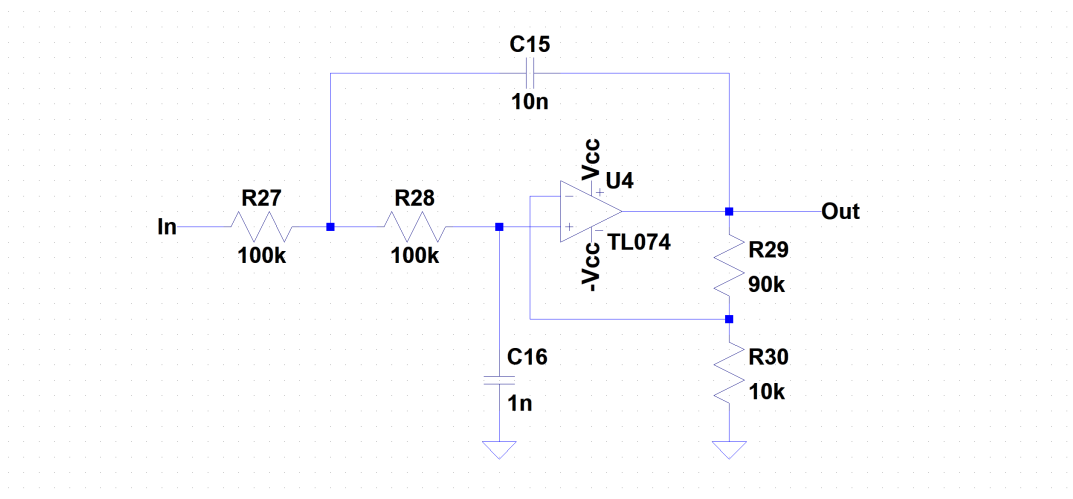 C15
10n
Vcc
U4
R27
R28
In
Out
TL074
100k
100k
-Vcc
R29
90k
C16
1n
R30
10k